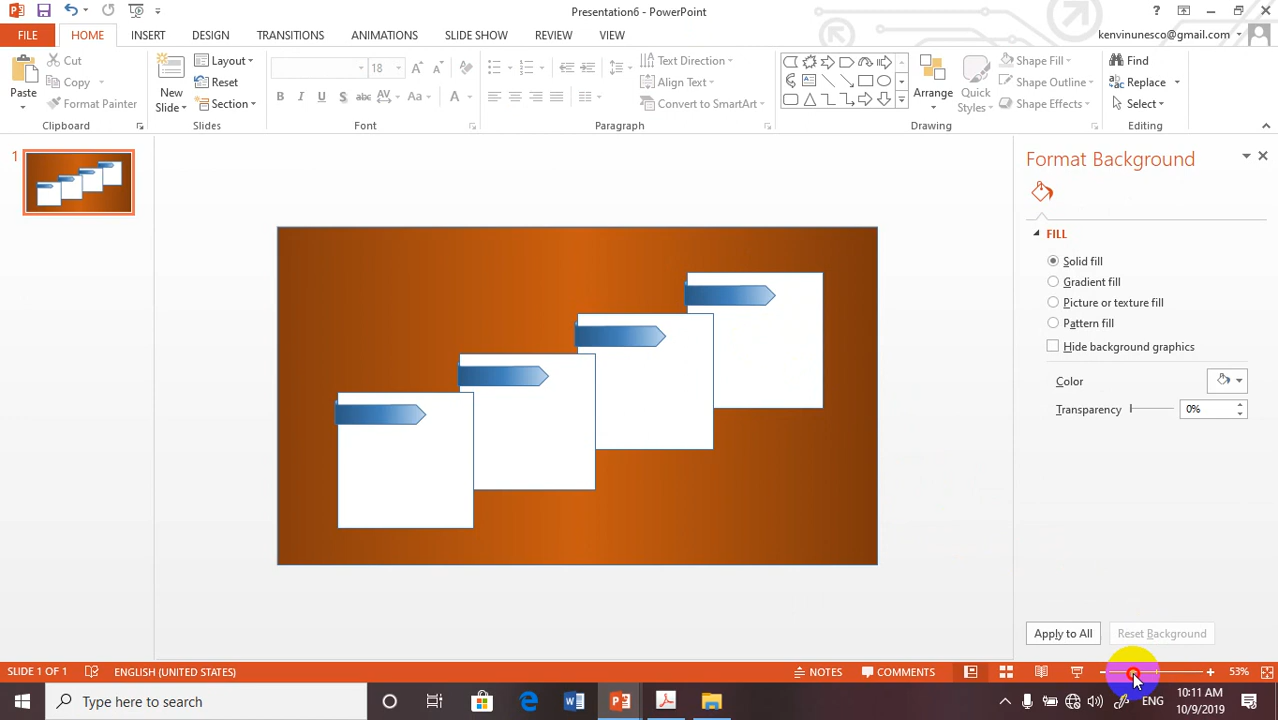 Presentation6 - PowerPoint
?
FILE
HOME
INSERT
DESIGN
TRANSITIONS
ANIMATIONS
SLIDE SHOW
REVIEW
VIEW
kenvinunesco@gmail.com
Paste
Cut
Copy
Format Painter
Clipboard
New
Slide
Layout
Reset
Section
Slides
18
B I U S abc AV Aa A
Font
Text Direction
Align Text
Convert to SmartArt
Paragraph
Arrange
Quick
Styles
Shape Fill
Shape Outline
Shape Effects
Drawing
Find
Replace
Select
Editing
1
Format Background
FILL
Solid fill
Gradient fill
Picture or texture fill
Pattern fill
Hide background graphics
Color
Transparency
0%
Apply to All
Reset Background
SLIDE 1 OF 1
ENGLISH (UNITED STATES)
NOTES
COMMENTS
53%
Type here to search
ENG
10:11 AM
10/9/2019